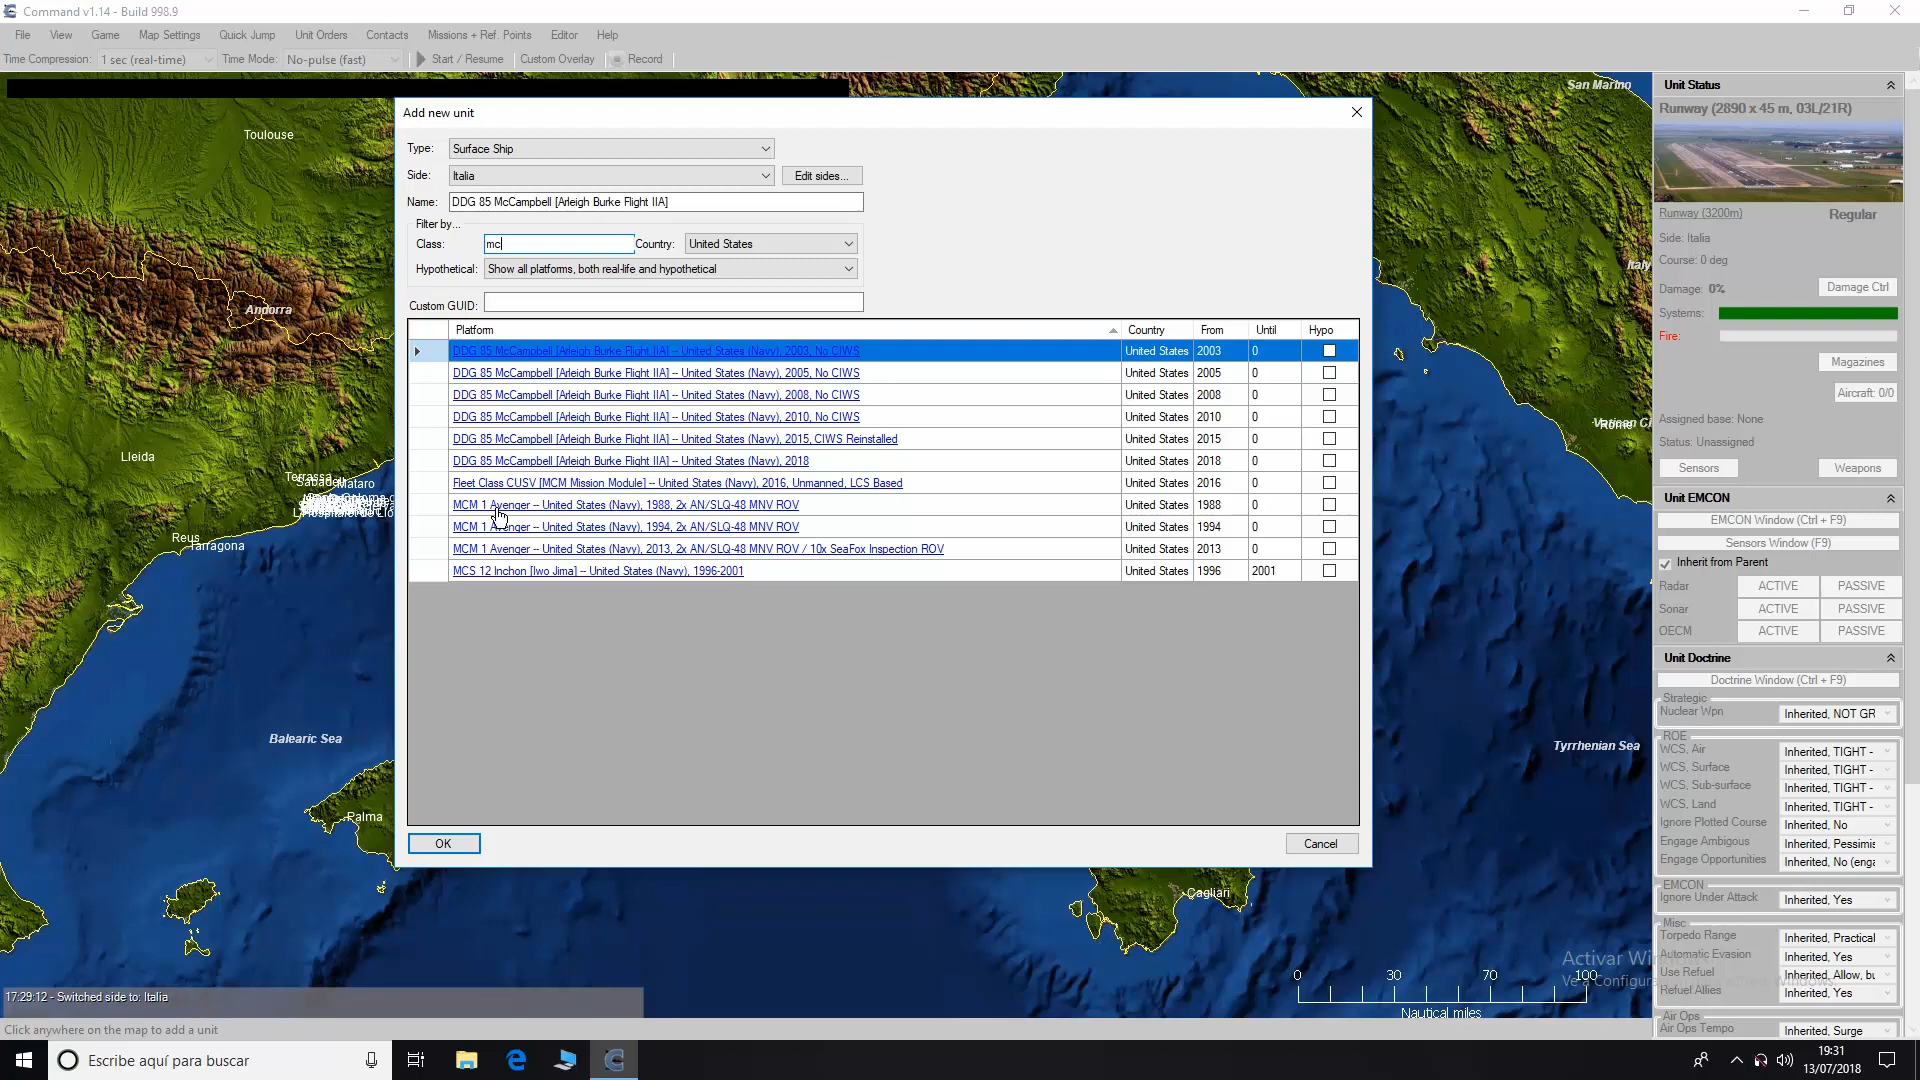 Command v1.14 - Build 998.9
File View Game Map Settings Quick Jump Unit Orders Contacts Missions + Ref. Points Editor Help
Time Compression: 1 sec (real-time) Time Mode: No-pulse (fast) Start / Resume Custom Overlay Record
Add new unit
Type: Surface Ship
Side: Italia Edit sides...
Name: DDG 85 McCampbell [Arleigh Burke Flight IIA]
Filter by...
Class: mc Country: United States
Hypothetical: Show all platforms, both real-life and hypothetical
Custom GUID:
Platform Country From Until Hypo
DDG 85 McCampbell [Arleigh Burke Flight IIA] -- United States (Navy), 2003, No CIWS United States 2003 0
DDG 85 McCampbell [Arleigh Burke Flight IIA] -- United States (Navy), 2005, No CIWS United States 2005 0
DDG 85 McCampbell [Arleigh Burke Flight IIA] -- United States (Navy), 2008, No CIWS United States 2008 0
DDG 85 McCampbell [Arleigh Burke Flight IIA] -- United States (Navy), 2010, No CIWS United States 2010 0
DDG 85 McCampbell [Arleigh Burke Flight IIA] -- United States (Navy), 2015, CIWS Reinstalled United States 2015 0
DDG 85 McCampbell [Arleigh Burke Flight IIA] -- United States (Navy), 2018 United States 2018 0
Fleet Class CUSV [MCM Mission Module] -- United States (Navy), 2016, Unmanned, LCS Based United States 2016 0
MCM 1 Avenger -- United States (Navy), 1988, 2x AN/SLQ-48 MNV ROV United States 1988 0
MCM 1 Avenger -- United States (Navy), 1994, 2x AN/SLQ-48 MNV ROV United States 1994 0
MCM 1 Avenger -- United States (Navy), 2013, 2x AN/SLQ-48 MNV ROV / 10x SeaFox Inspection ROV United States 2013 0
MCS 12 Inchon [Iwo Jima] -- United States (Navy), 1996-2001 United States 1996 2001
OK Cancel
Toulouse
Andorra
Lleida
Terrassa
Sabadell
Mataro
Reus
Tarragona
Balearic Sea
Palma
San Marino
Italy
Vatican Ci
Rome
Tyrrhenian Sea
Cagliari
0 30 70 100
Nautical miles
Unit Status
Runway (2890 x 45 m, 03L/21R)
Runway (3200m) Regular
Side: Italia
Course: 0 deg
Damage: 0% Damage Ctrl
Systems:
Fire:
Magazines
Aircraft: 0/0
Assigned base: None
Status: Unassigned
Sensors Weapons
Unit EMCON
EMCON Window (Ctrl + F9)
Sensors Window (F9)
Inherit from Parent
Radar ACTIVE PASSIVE
Sonar ACTIVE PASSIVE
OECM ACTIVE PASSIVE
Unit Doctrine
Doctrine Window (Ctrl + F9)
Strategic
Nuclear Wpn Inherited, NOT GR
ROE
WCS, Air Inherited, TIGHT -
WCS, Surface Inherited, TIGHT -
WCS, Sub-surface Inherited, TIGHT -
WCS, Land Inherited, TIGHT -
Ignore Plotted Course Inherited, No
Engage Ambiguous Inherited, Pessimis
Engage Opportunities Inherited, No (enga
EMCON
Ignore Under Attack Inherited, Yes
Misc
Torpedo Range Inherited, Practical
Automatic Evasion Inherited, Yes
Use Refuel Inherited, Allow, bu
Refuel Allies Inherited, Yes
Air Ops
Air Ops Tempo Inherited, Surge
Activar Wi
Ve a Configura
17:29:12 - Switched side to: Italia
Click anywhere on the map to add a unit
Escribe aquí para buscar
19:31
13/07/2018